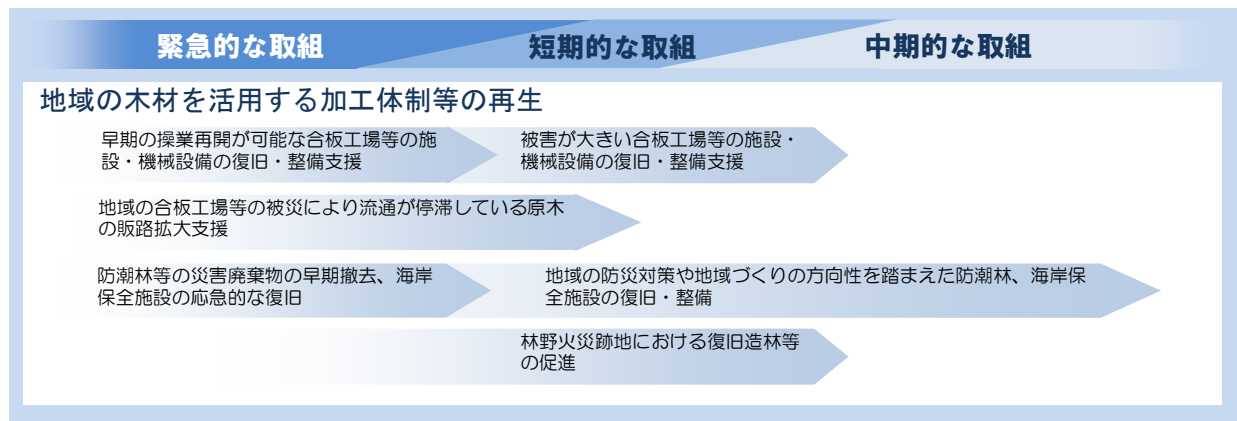 緊急的な取組
短期的な取組
中期的な取組
地域の木材を活用する加工体制等の再生
早期の操業再開が可能な合板工場等の施
設・機械設備の復旧・整備支援
被害が大きい合板工場等の施設・
機械設備の復旧・整備支援
地域の合板工場等の被災により流通が停滞している原木
の販路拡大支援
防潮林等の災害廃棄物の早期撤去、海岸
保全施設の応急的な復旧
地域の防災対策や地域づくりの方向性を踏まえた防潮林、海岸保
全施設の復旧・整備
林野火災跡地における復旧造林等
の促進